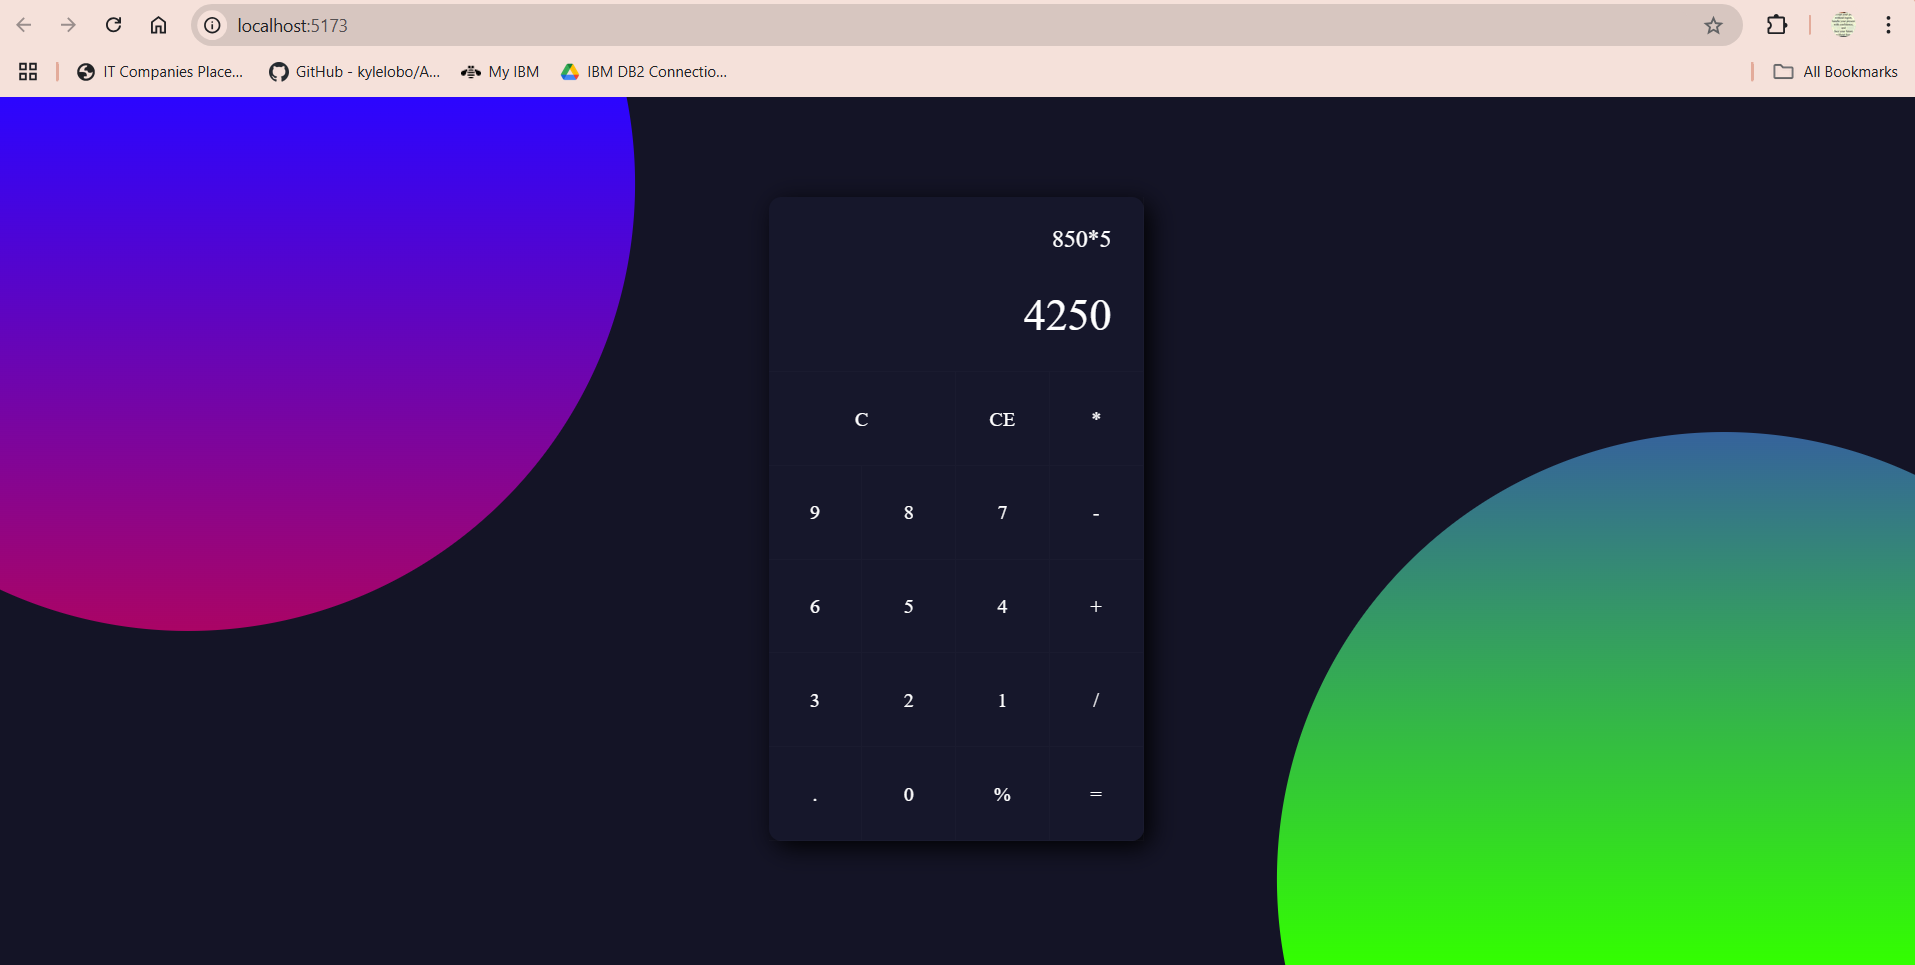 localhost:5173
IT Companies Place... GitHub - kylelobo/A... My IBM IBM DB2 Connectio... All Bookmarks
850*5
4250
C CE *
9 8 7 -
6 5 4 +
3 2 1 /
. 0 % =